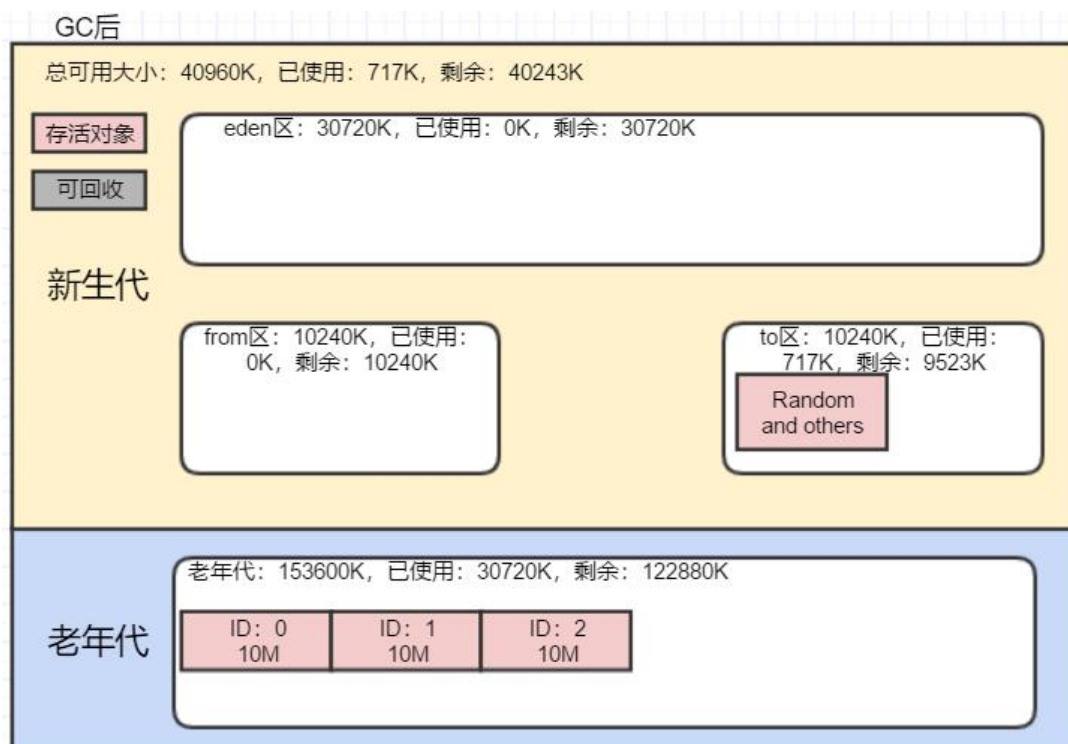 GC后
总可用大小：40960K，已使用：717K，剩余：40243K
存活对象
eden区：30720K，已使用：0K，剩余：30720K
可回收
新生代
from区：10240K，已使用：
0K，剩余：10240K
to区：10240K，已使用：
717K，剩余：9523K
Random
and others
老年代：153600K，已使用：30720K，剩余：122880K
老年代
ID：0
10M
ID：1
10M
ID：2
10M